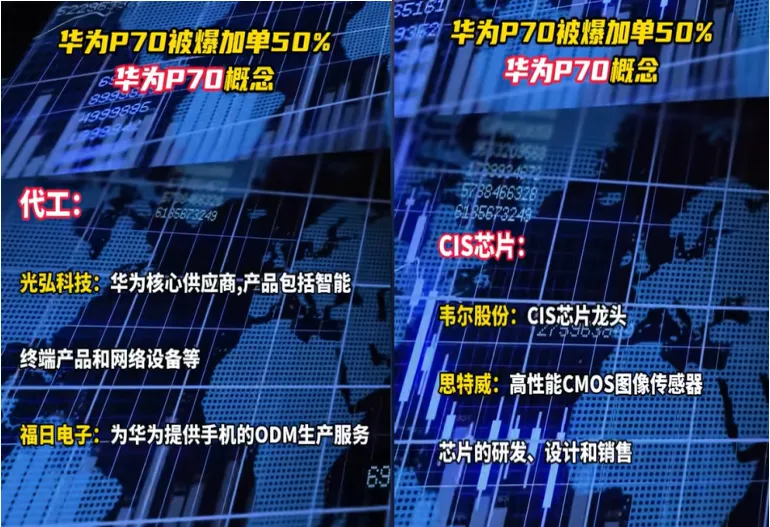 华为P70被爆加单50%
华为P70概念
4999895
6185673249
代工：
光弘科技：华为核心供应商,产品包括智能
终端产品和网络设备等
福日电子：为华为提供手机的ODM生产服务
69
华为P70被爆加单50%
华为P70概念
5788466328
6185673249
CIS芯片：
韦尔股份：CIS芯片龙头
思特威：高性能CMOS图像传感器
芯片的研发、设计和销售